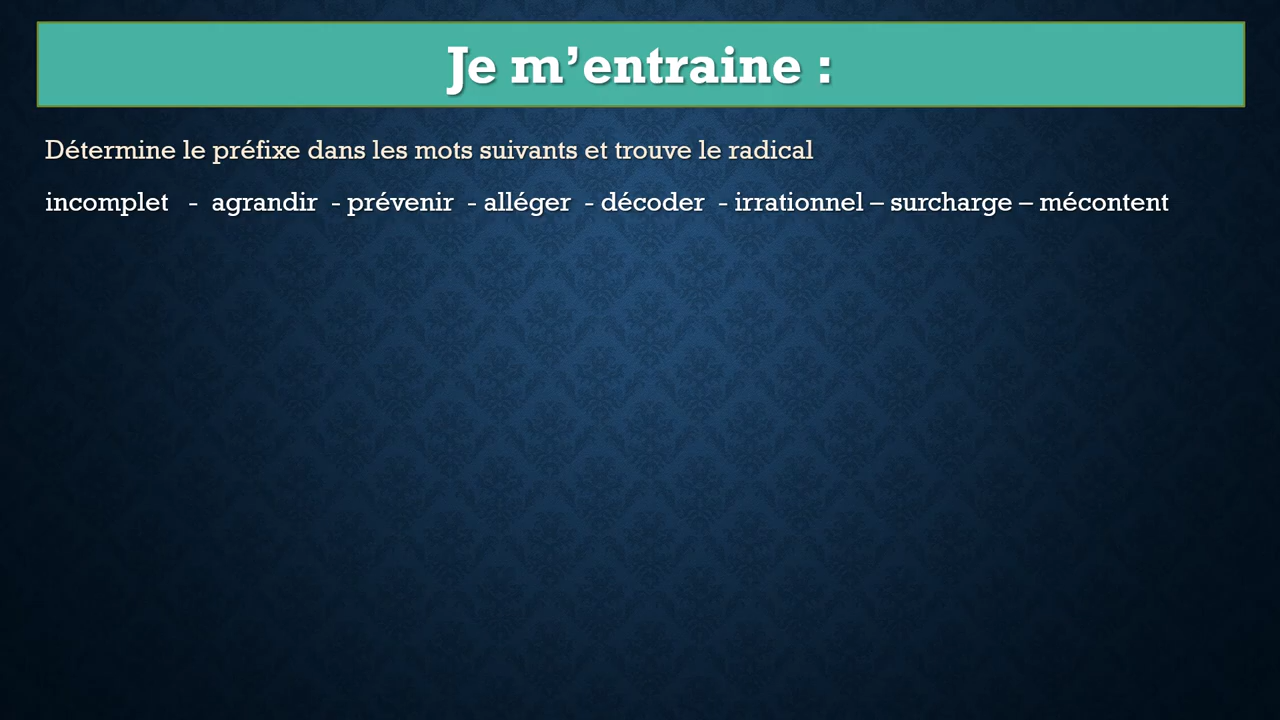 Je m’entraine :
Détermine le préfixe dans les mots suivants et trouve le radical
incomplet - agrandir - prévenir - alléger - décoder - irrationnel – surcharge – mécontent